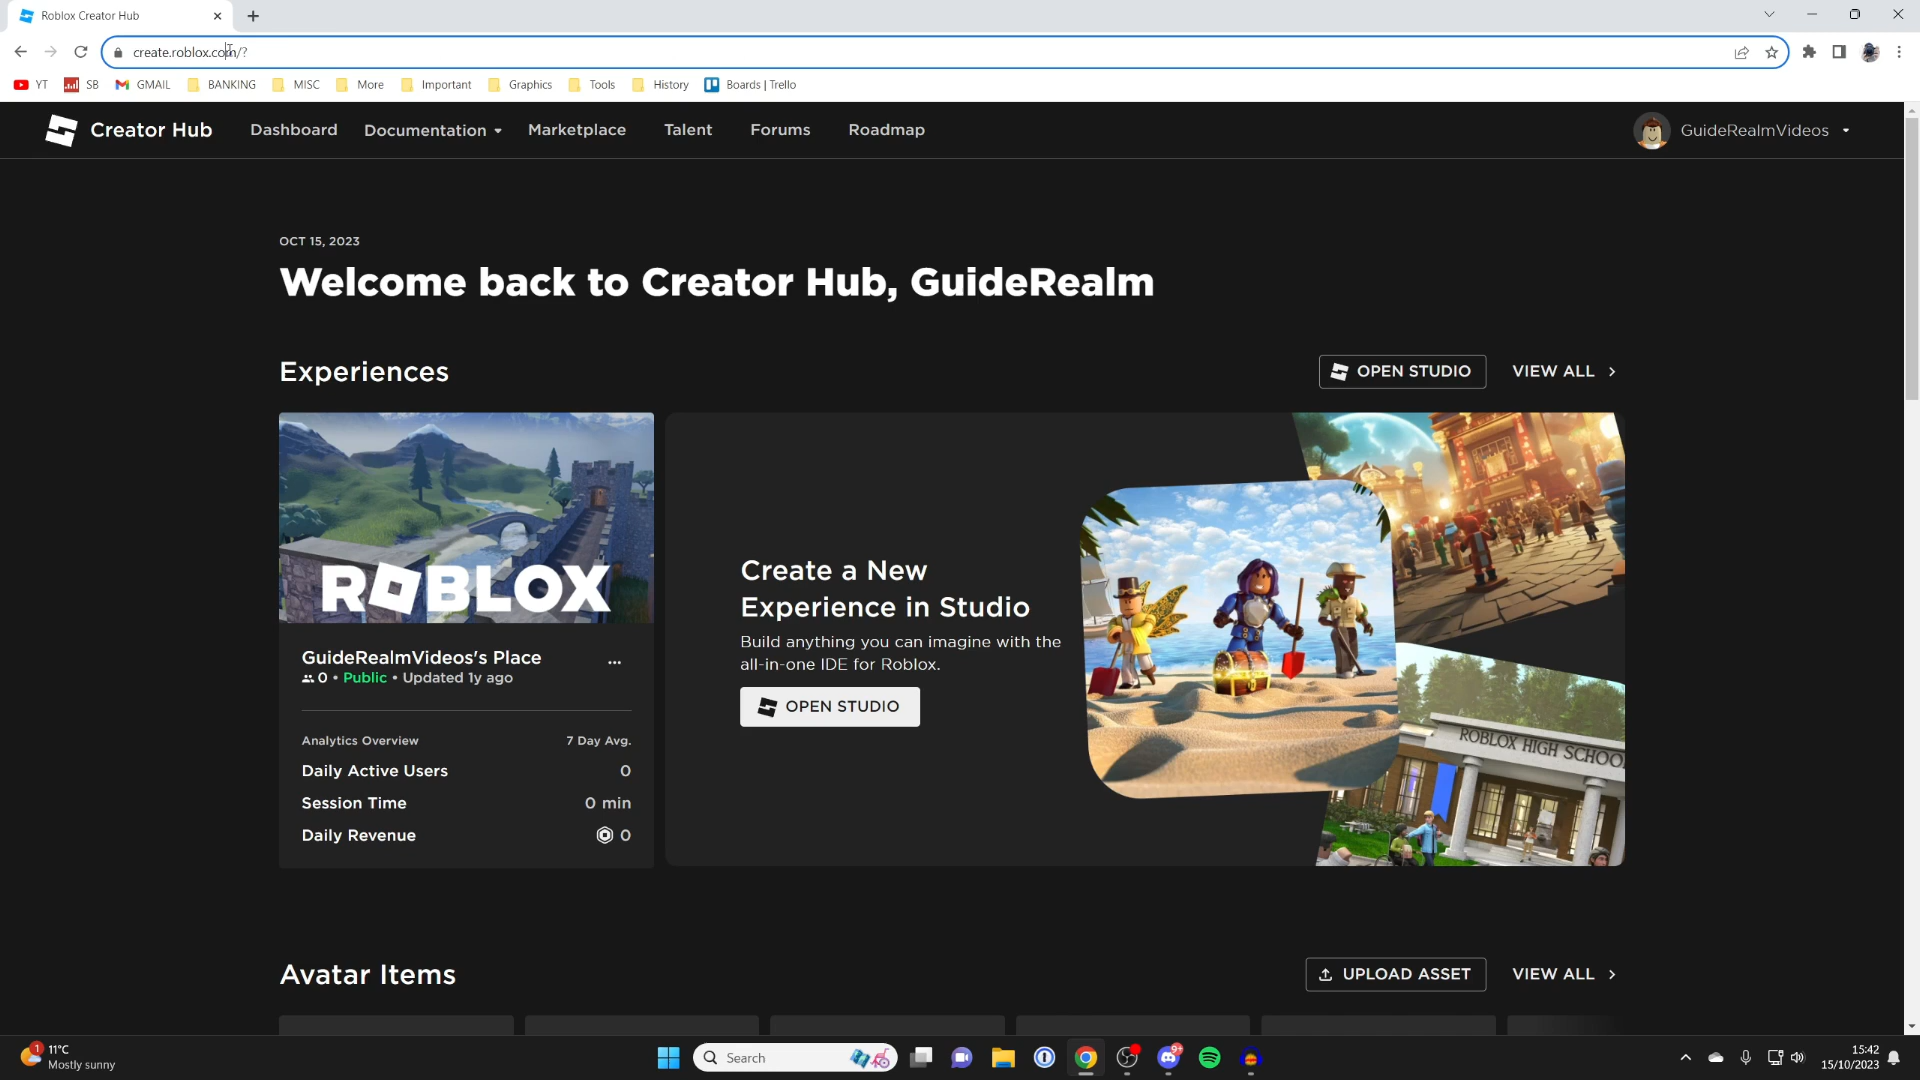 Roblox Creator Hub
create.roblox.com/?
YT SB GMAIL BANKING MISC More Important Graphics Tools History Boards | Trello
Creator Hub Dashboard Documentation Marketplace Talent Forums Roadmap GuideRealmVideos
OCT 15, 2023
Welcome back to Creator Hub, GuideRealm
Experiences OPEN STUDIO VIEW ALL
ROBLOX
GuideRealmVideos's Place ...
0 • Public • Updated 1y ago
Analytics Overview 7 Day Avg.
Daily Active Users 0
Session Time 0 min
Daily Revenue 0
Create a New
Experience in Studio
Build anything you can imagine with the
all-in-one IDE for Roblox.
OPEN STUDIO
ROBLOX HIGH SCHOO
Avatar Items UPLOAD ASSET VIEW ALL
1
11°C
Mostly sunny
Search
9+
15:42
15/10/2023